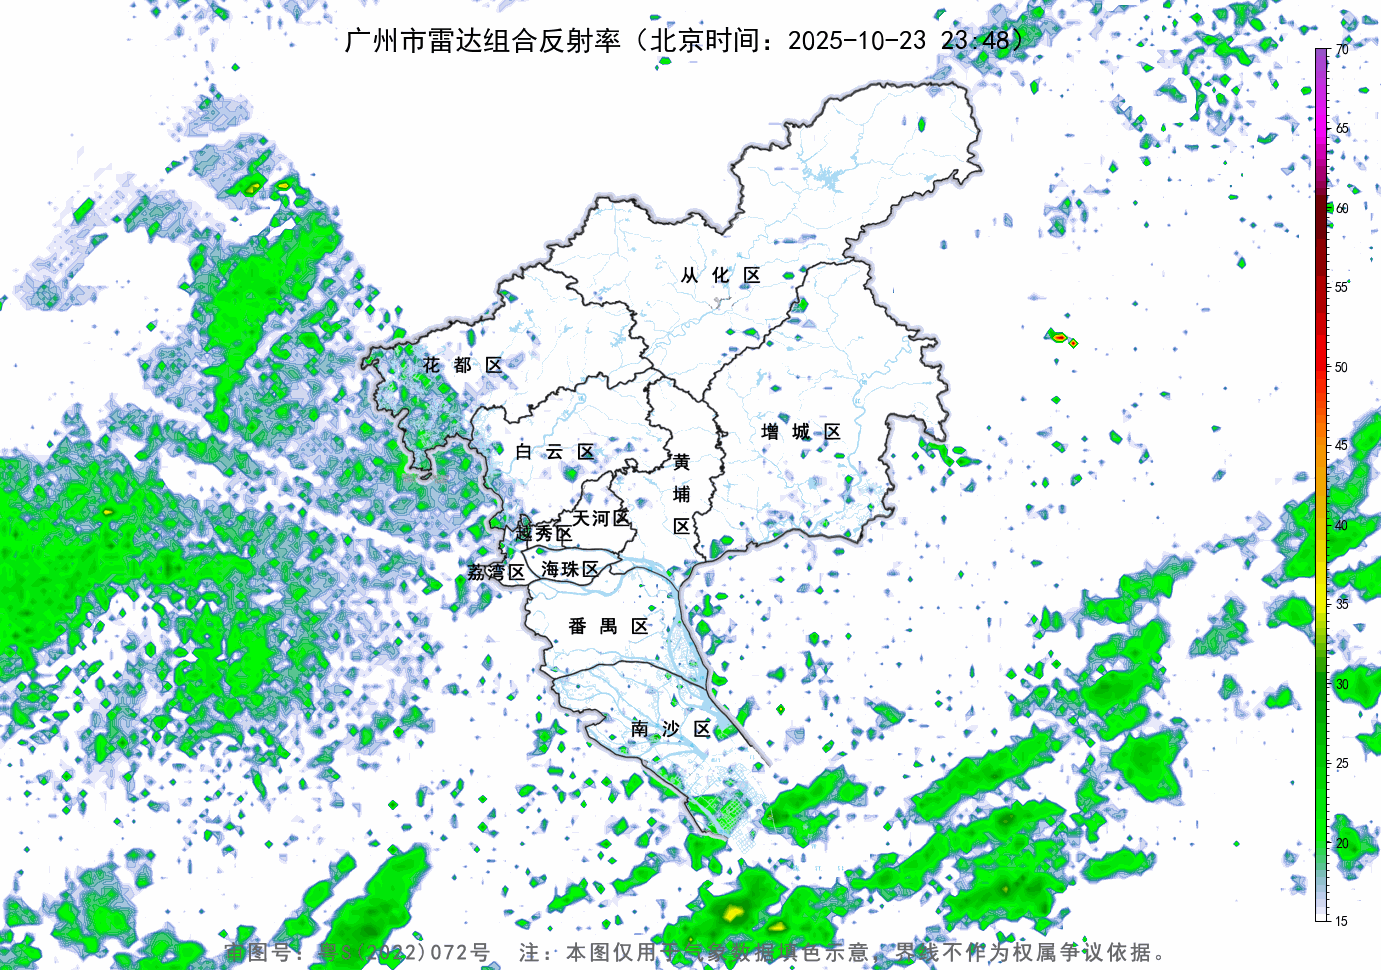 广州市雷达组合反射率（北京时间：2025-10-23 23:48）
70
65
60
55
50
45
40
35
30
25
20
15
从化区
花都区
增城区
白云区
黄埔区
天河区
越秀区
海珠区
荔湾区
番禺区
南沙区
审图号：粤S(2022)072号 注：本图仅用于气象数据填色示意，界线不作为权属争议依据。